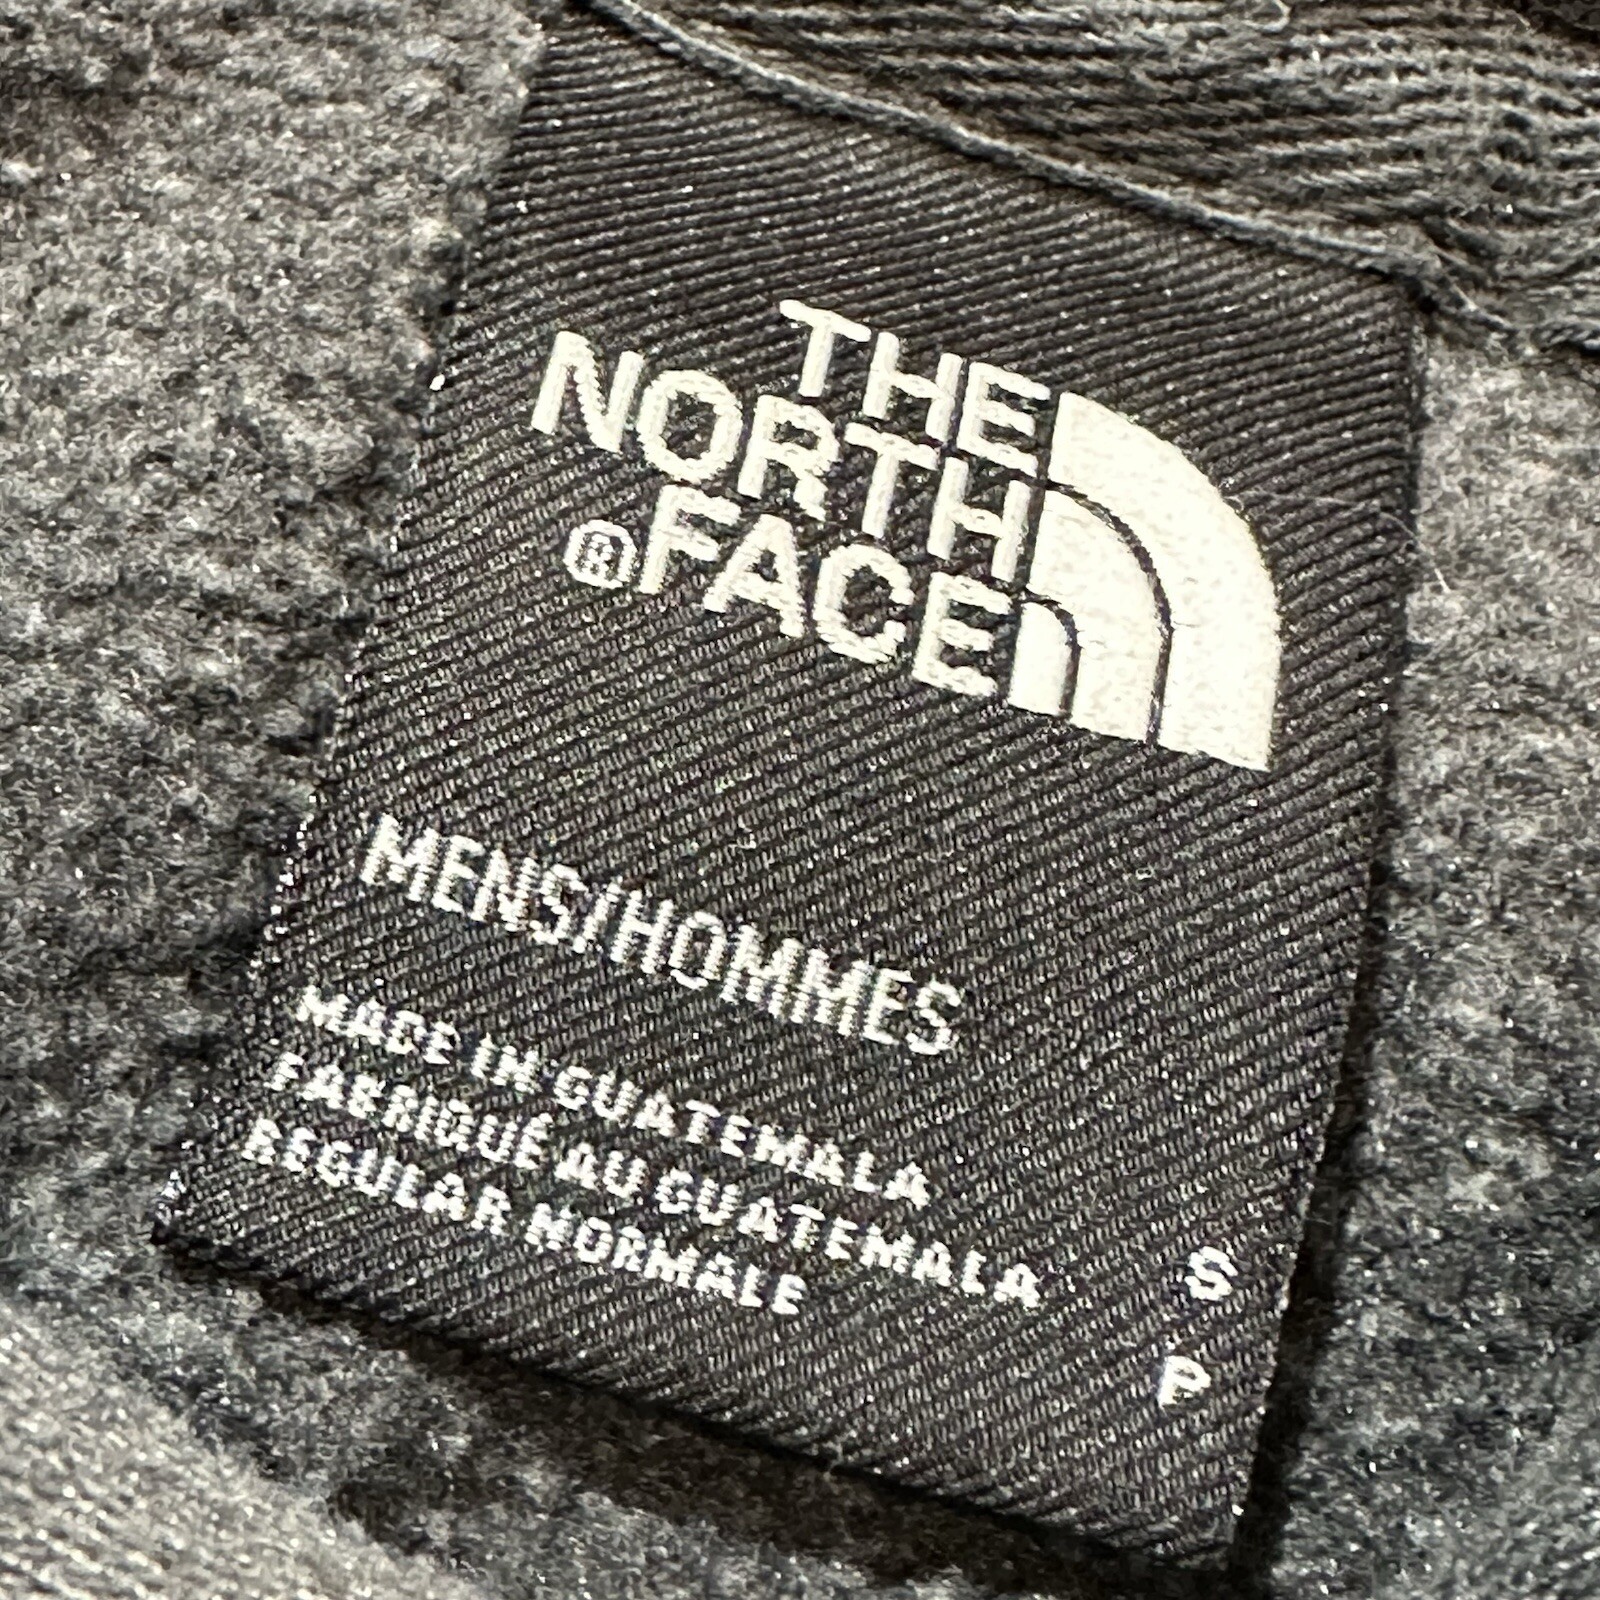 THE
NORTH
®FACE
MENS/HOMMES
MADE IN GUATEMALA
FABRIQUÉ AU GUATEMALA
REGULAR NORMALE
S
P